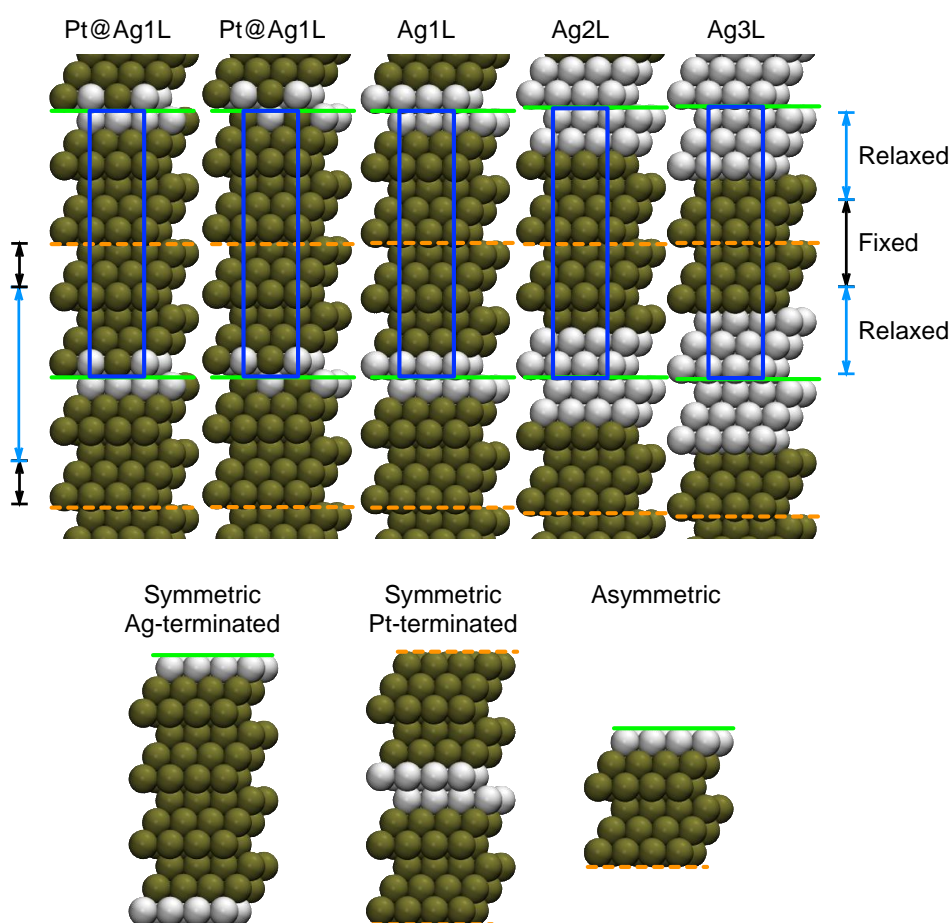 Pt@Ag1L
Pt@Ag1L
Ag1L
Ag2L
Ag3L
Relaxed
Fixed
Relaxed
Symmetric
Ag-terminated
Symmetric
Pt-terminated
Asymmetric